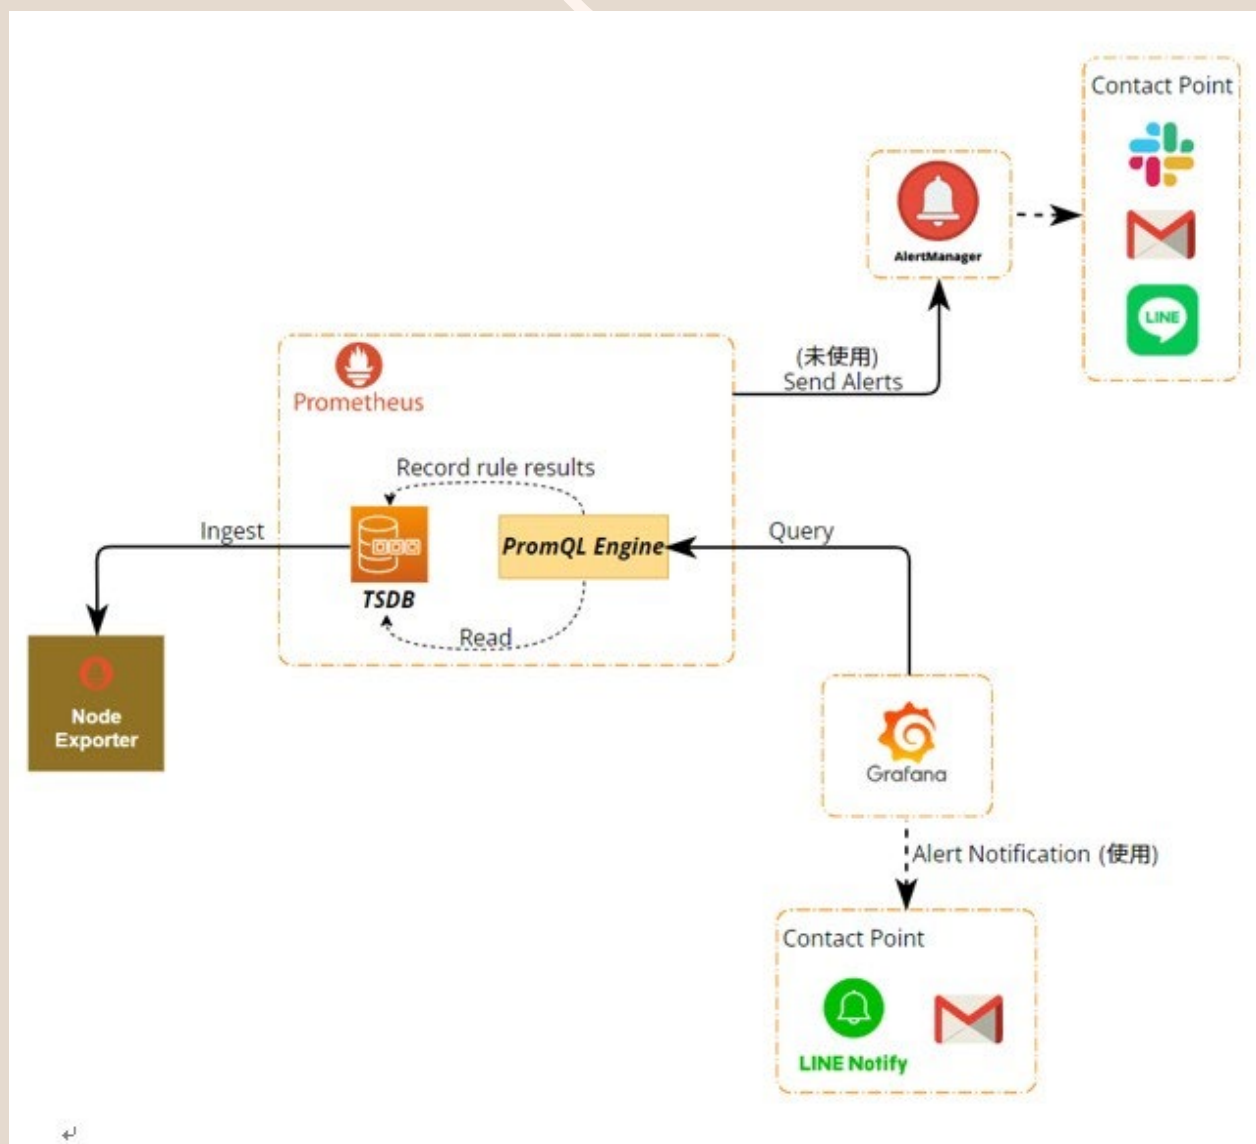 Contact Point
AlertManager
LINE
(未使用)
Send Alerts
Prometheus
Record rule results
Ingest
PromQL Engine
Query
TSDB
Read
Node
Exporter
Grafana
Alert Notification (使用)
Contact Point
LINE Notify